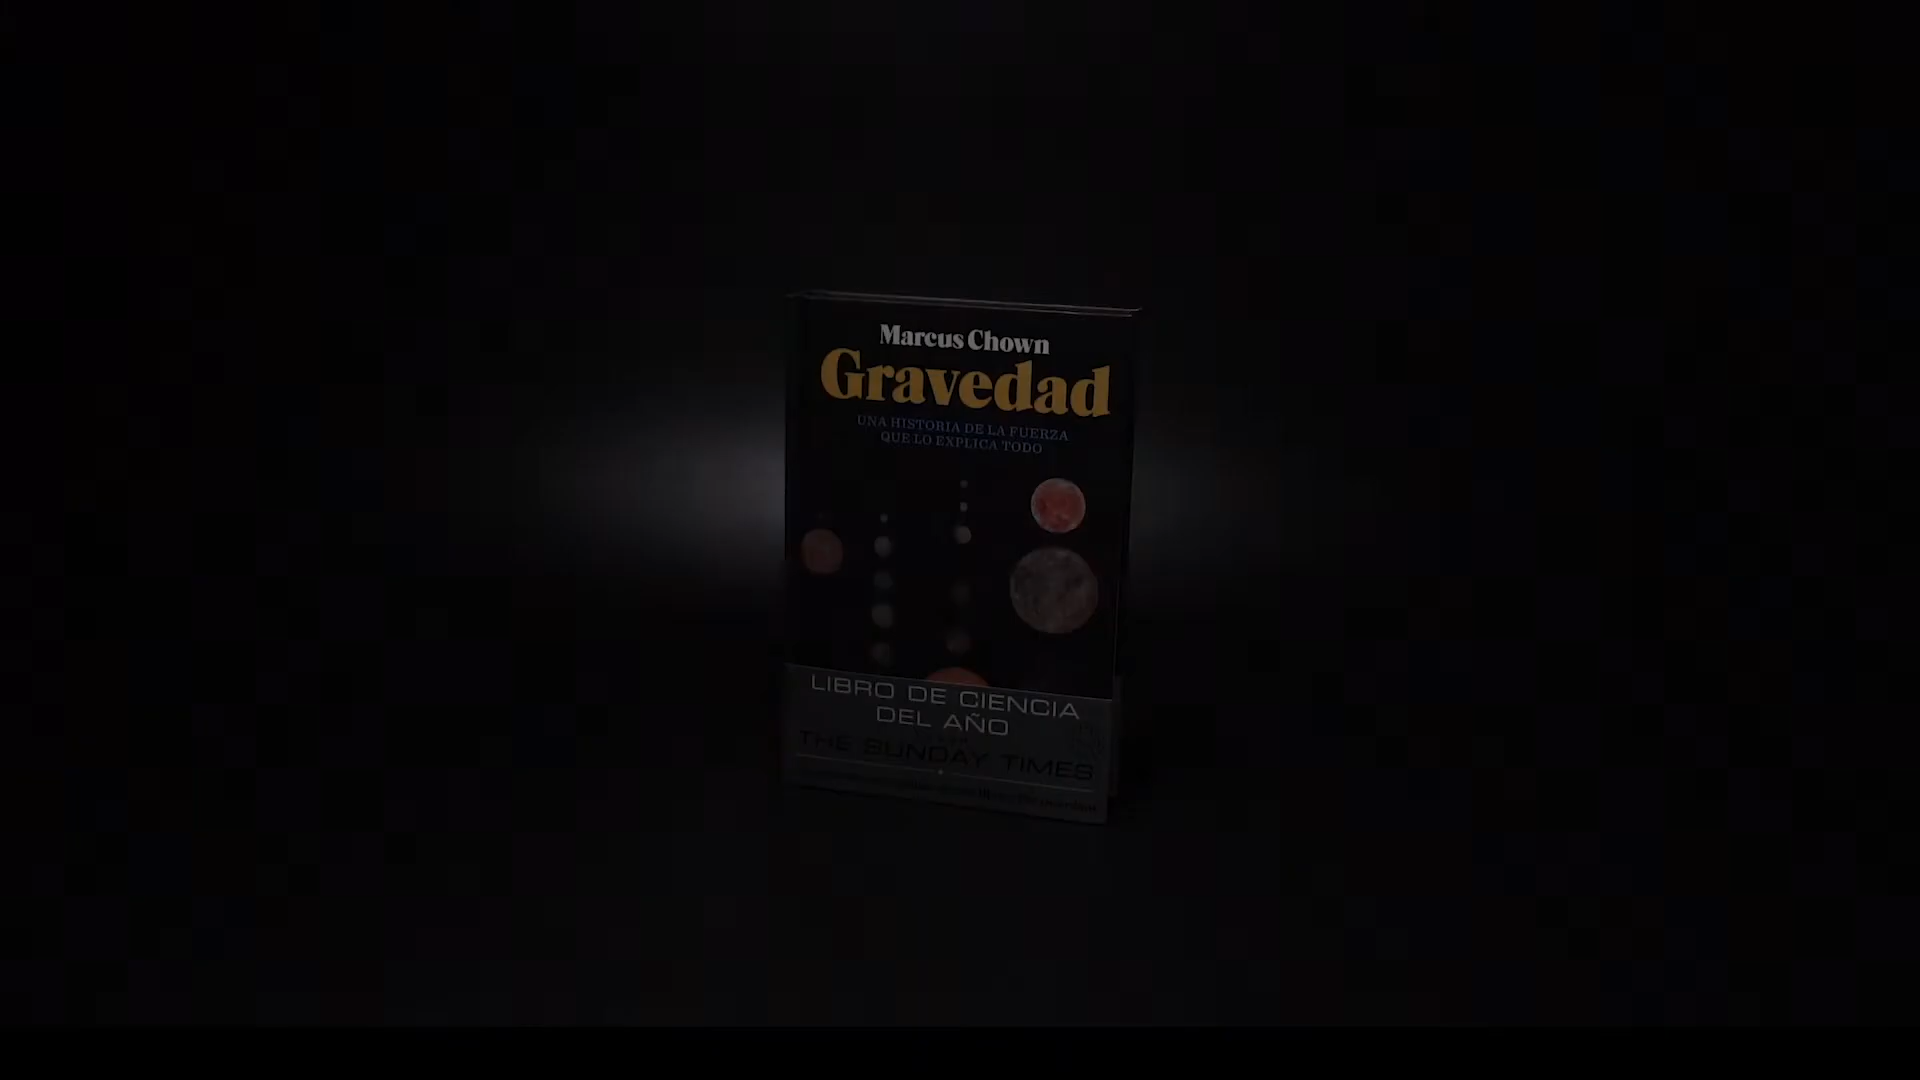 Marcus Chown
Gravedad
UNA HISTORIA DE LA FUERZA
QUE LO EXPLICA TODO
LIBRO DE CIENCIA
DEL AÑO
THE SUNDAY TIMES